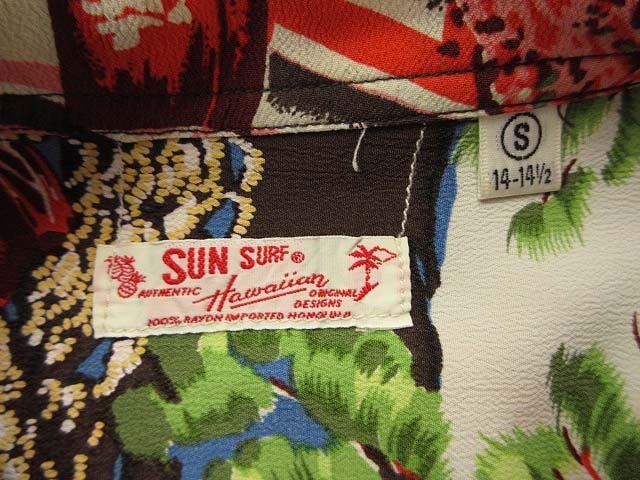 SUN SURF®
AUTHENTIC Hawaiian ORIGINAL DESIGNS
100% RAYON IMPORTED HONOLULU
S
14-14½